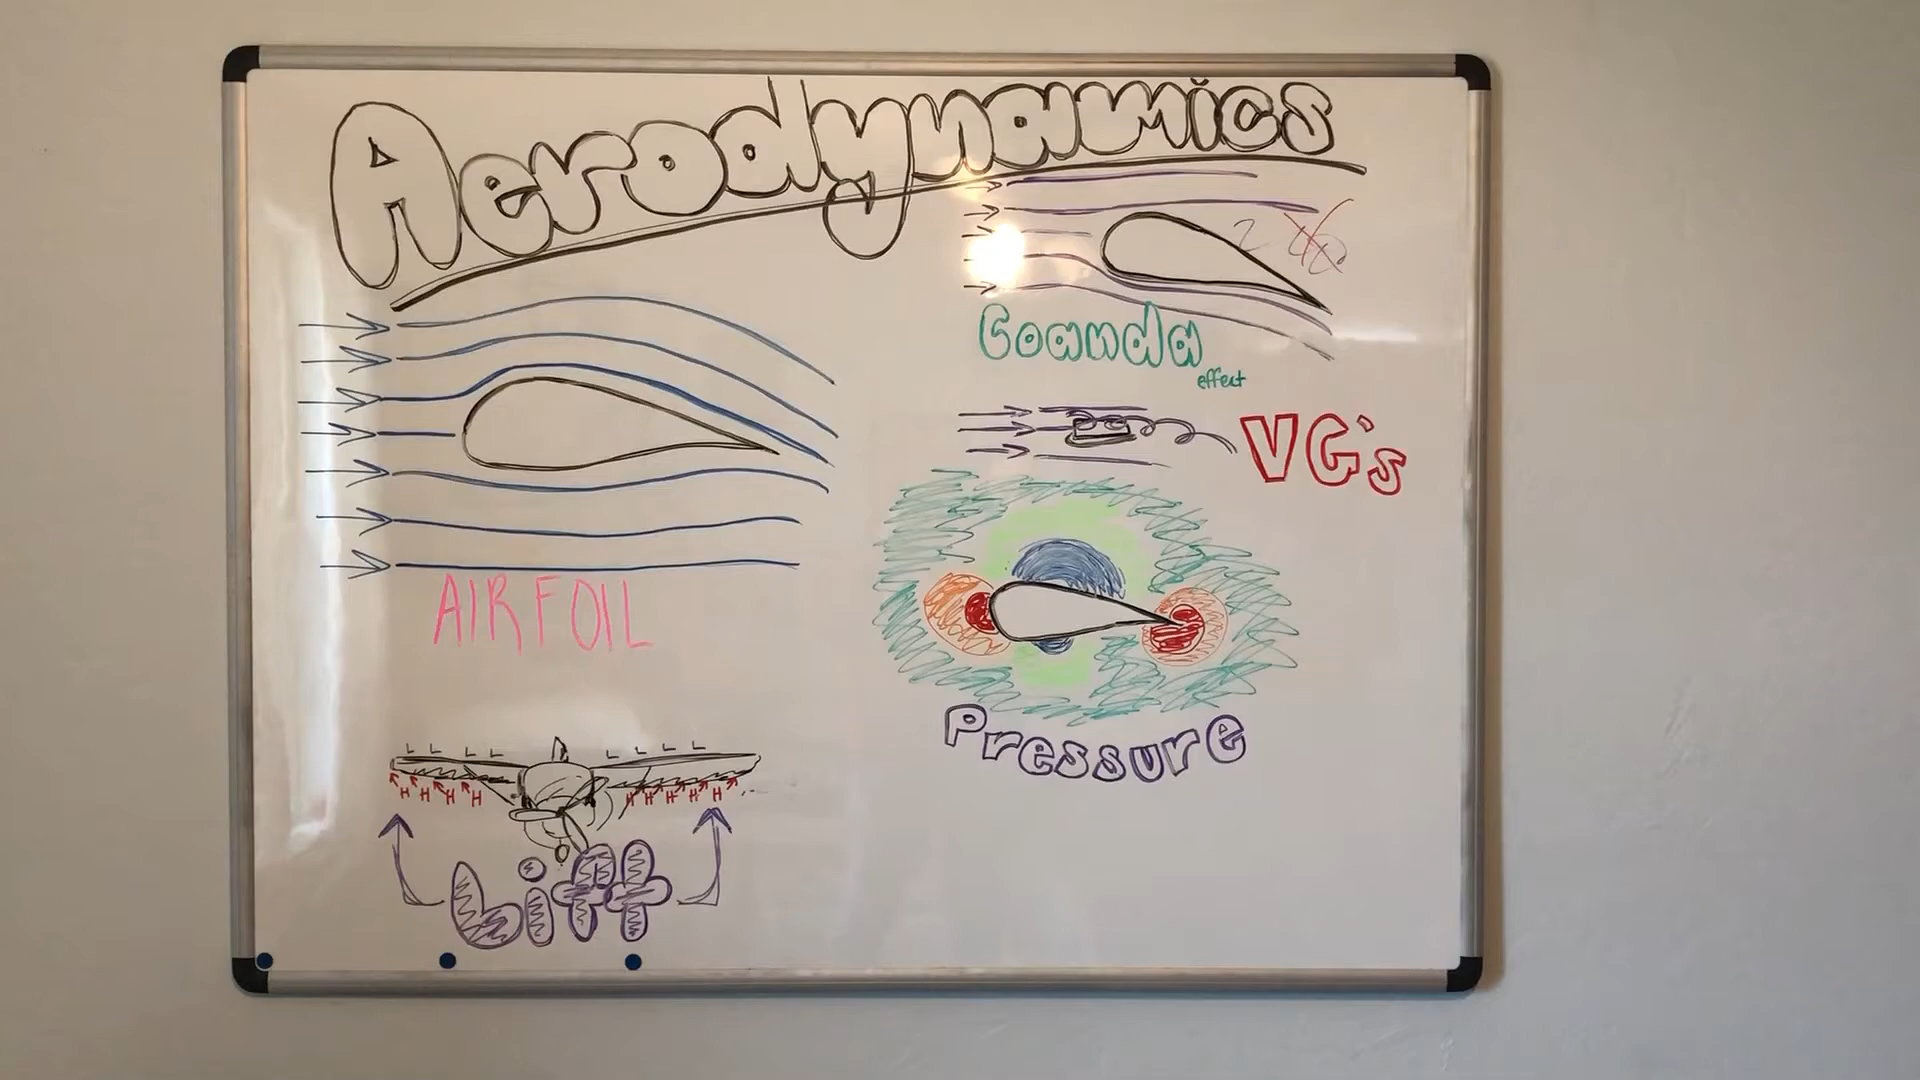 Aerodynamics
Coanda
effect
VG's
AIRFOIL
Pressure
L L L L L L L L
H H H H H H H H H
Lift